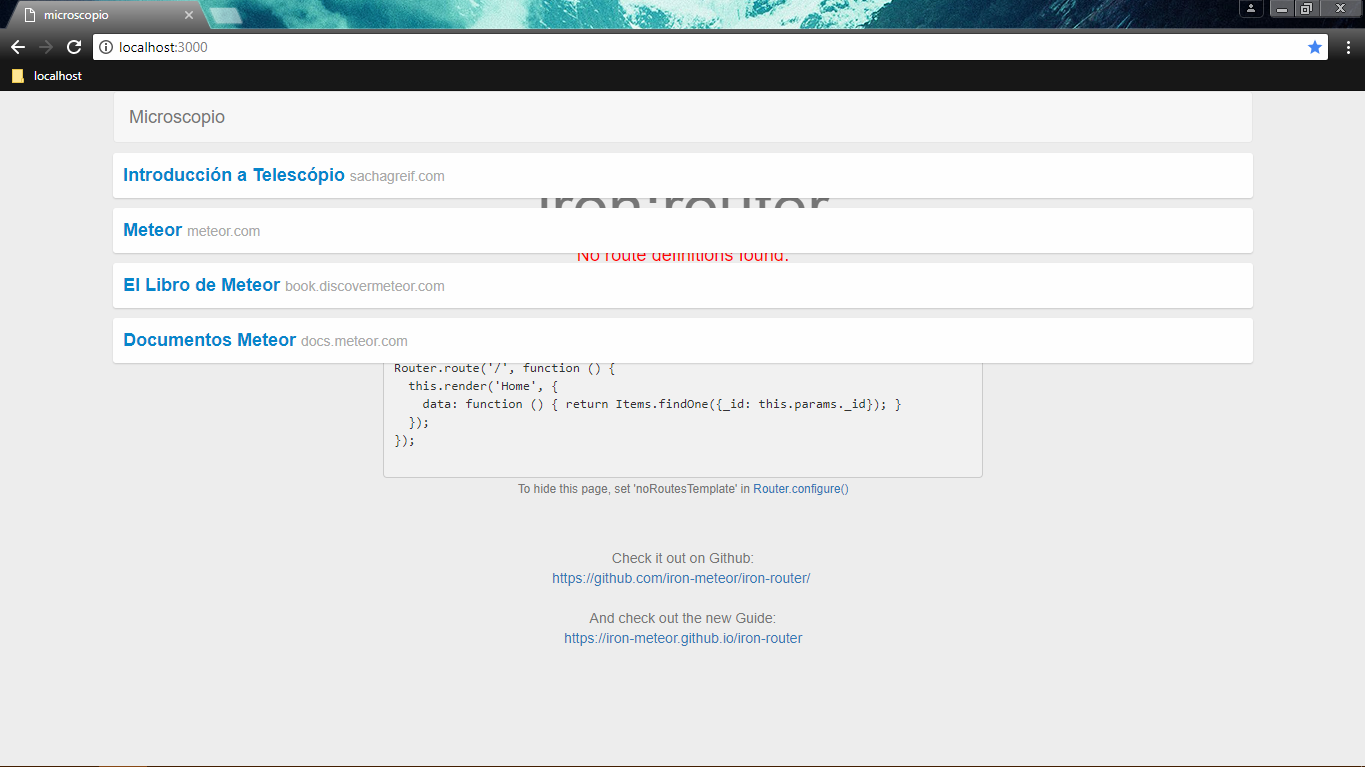 microscopio
localhost:3000
localhost
Microscopio
Introducción a Telescópio sachagreif.com
iron:router
Meteor meteor.com
No route definitions found.
El Libro de Meteor book.discovermeteor.com
Documentos Meteor docs.meteor.com
Router.route('/', function () {
  this.render('Home', {
    data: function () { return Items.findOne({_id: this.params._id}); }
  });
});
To hide this page, set 'noRoutesTemplate' in Router.configure()
Check it out on Github:
https://github.com/iron-meteor/iron-router/
And check out the new Guide:
https://iron-meteor.github.io/iron-router